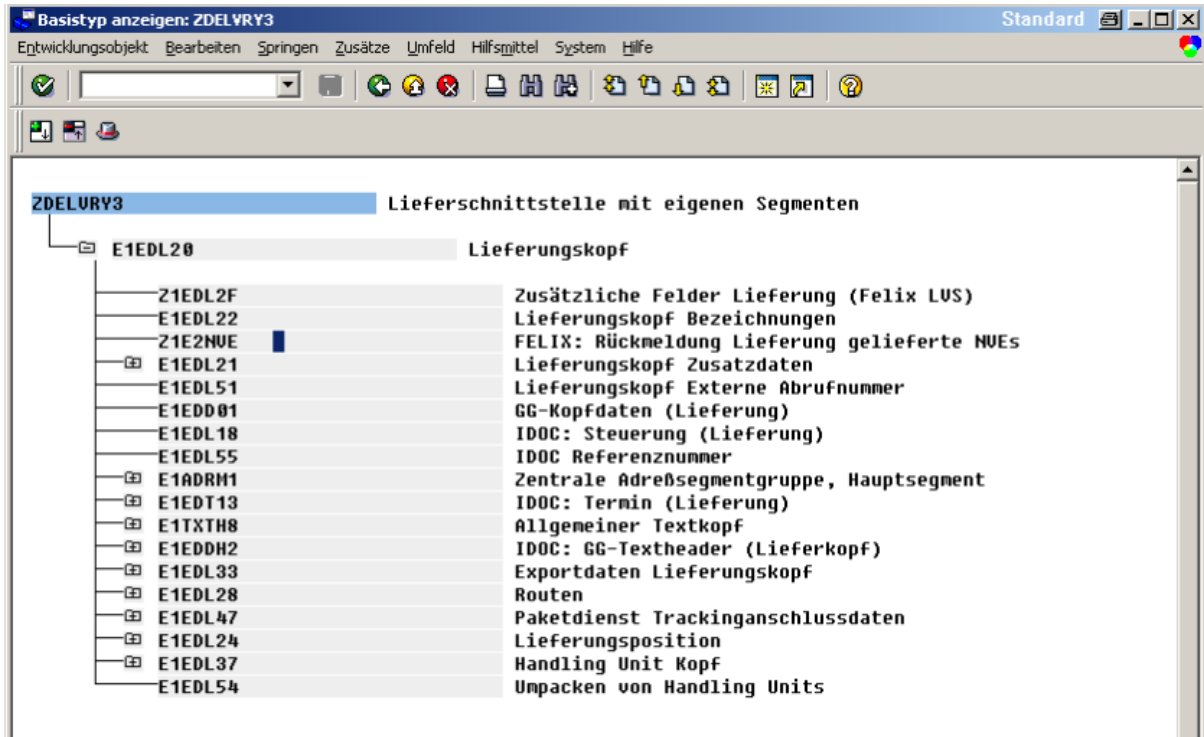 Basistyp anzeigen: ZDELVRY3 Standard
Entwicklungsobjekt Bearbeiten Springen Zusätze Umfeld Hilfsmittel System Hilfe
ZDELVRY3 Lieferschnittstelle mit eigenen Segmenten
E1EDL20 Lieferungskopf
Z1EDL2F Zusätzliche Felder Lieferung (Felix LVS)
E1EDL22 Lieferungskopf Bezeichnungen
Z1E2NVE FELIX: Rückmeldung Lieferung gelieferte NVEs
E1EDL21 Lieferungskopf Zusatzdaten
E1EDL51 Lieferungskopf Externe Abrufnummer
E1EDD01 GG-Kopfdaten (Lieferung)
E1EDL18 IDOC: Steuerung (Lieferung)
E1EDL55 IDOC Referenznummer
E1ADRM1 Zentrale Adreßsegmentgruppe, Hauptsegment
E1EDT13 IDOC: Termin (Lieferung)
E1TXTH8 Allgemeiner Textkopf
E1EDDH2 IDOC: GG-Textheader (Lieferkopf)
E1EDL33 Exportdaten Lieferungskopf
E1EDL28 Routen
E1EDL47 Paketdienst Trackinganschlussdaten
E1EDL24 Lieferungsposition
E1EDL37 Handling Unit Kopf
E1EDL54 Umpacken von Handling Units